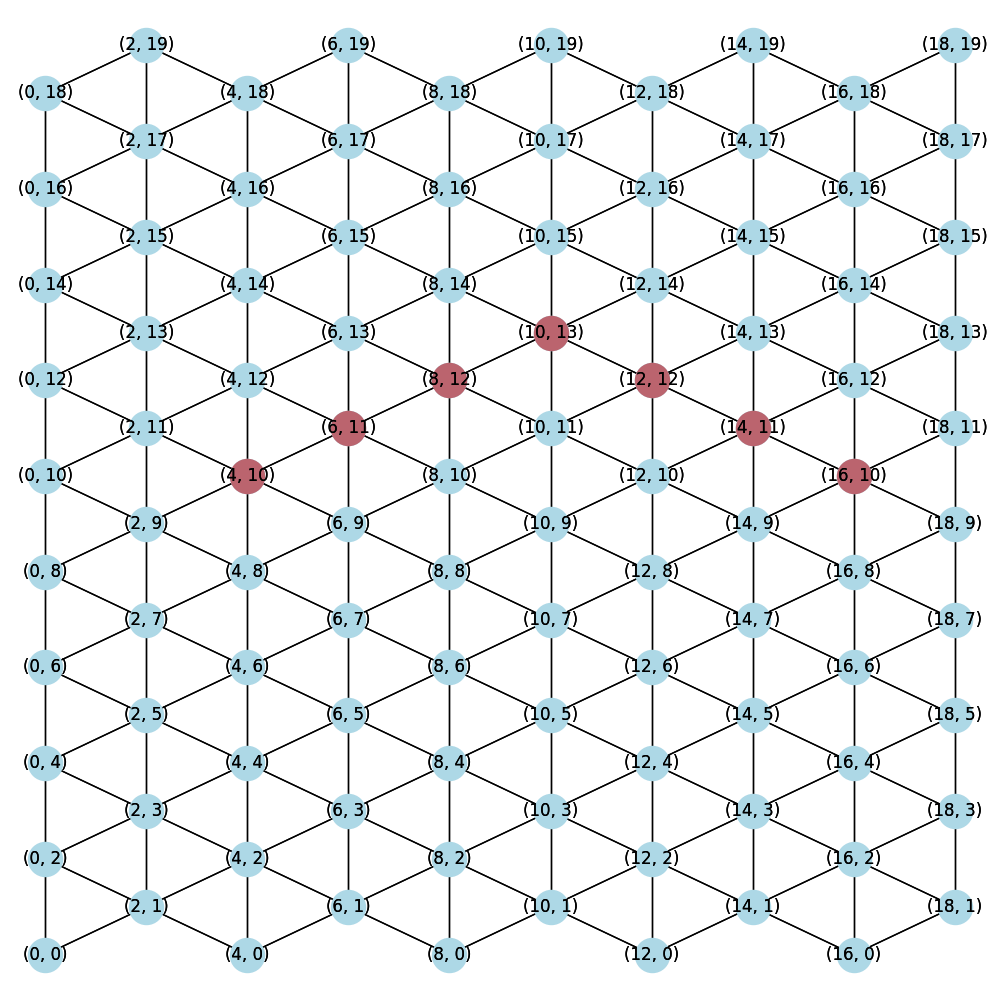 (2, 19) (6, 19) (10, 19) (14, 19) (18, 19)
(0, 18) (4, 18) (8, 18) (12, 18) (16, 18)
(2, 17) (6, 17) (10, 17) (14, 17) (18, 17)
(0, 16) (4, 16) (8, 16) (12, 16) (16, 16)
(2, 15) (6, 15) (10, 15) (14, 15) (18, 15)
(0, 14) (4, 14) (8, 14) (12, 14) (16, 14)
(2, 13) (6, 13) (10, 13) (14, 13) (18, 13)
(0, 12) (4, 12) (8, 12) (12, 12) (16, 12)
(2, 11) (6, 11) (10, 11) (14, 11) (18, 11)
(0, 10) (4, 10) (8, 10) (12, 10) (16, 10)
(2, 9) (6, 9) (10, 9) (14, 9) (18, 9)
(0, 8) (4, 8) (8, 8) (12, 8) (16, 8)
(2, 7) (6, 7) (10, 7) (14, 7) (18, 7)
(0, 6) (4, 6) (8, 6) (12, 6) (16, 6)
(2, 5) (6, 5) (10, 5) (14, 5) (18, 5)
(0, 4) (4, 4) (8, 4) (12, 4) (16, 4)
(2, 3) (6, 3) (10, 3) (14, 3) (18, 3)
(0, 2) (4, 2) (8, 2) (12, 2) (16, 2)
(2, 1) (6, 1) (10, 1) (14, 1) (18, 1)
(0, 0) (4, 0) (8, 0) (12, 0) (16, 0)